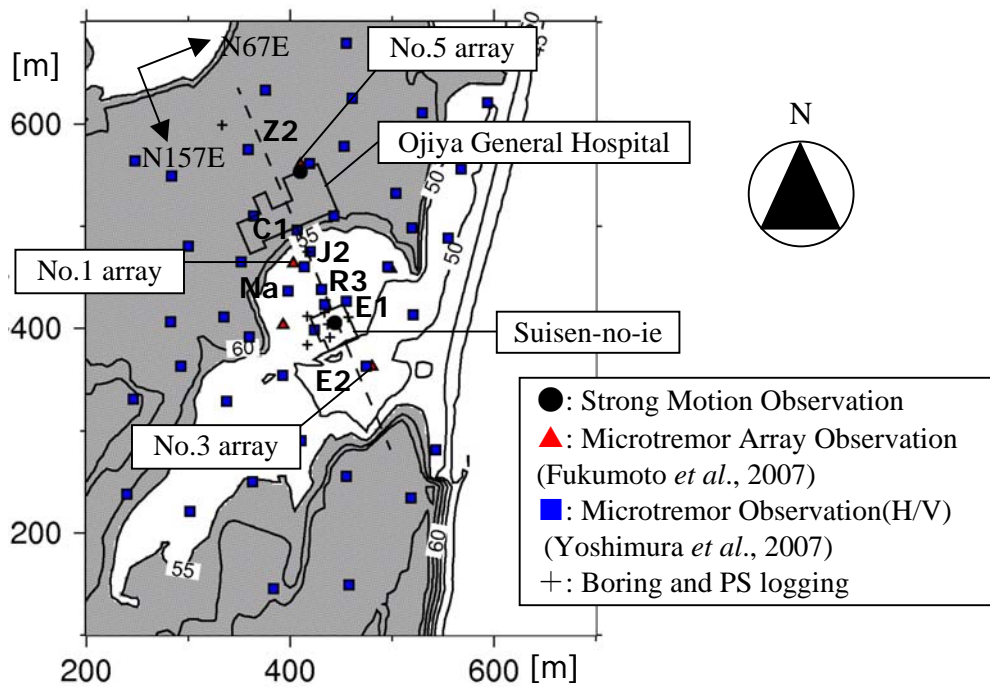 No.5 array
N67E
[m]
50
45
N
600
Z2
Ojiya General Hospital
N157E
50
C1
55
50
J2
No.1 array
Na
R3
E1
400
Suisen-no-ie
60
E2
●: Strong Motion Observation
▲: Microtremor Array Observation
(Fukumoto et al., 2007)
No.3 array
■: Microtremor Observation(H/V)
(Yoshimura et al., 2007)
200
60
55
+: Boring and PS logging
200
400
[m]
600